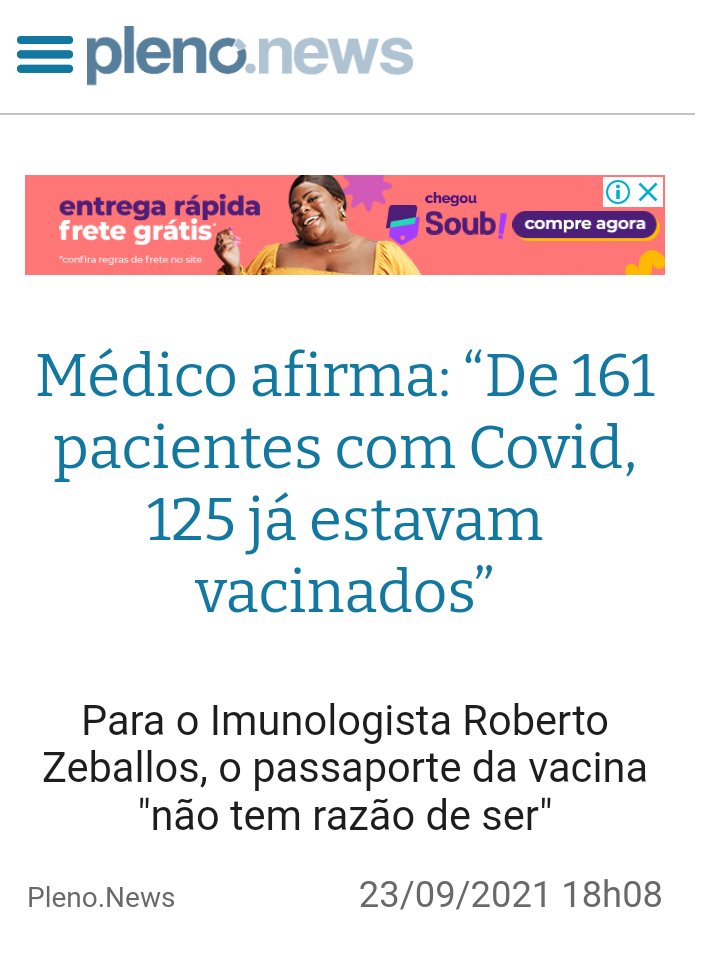 pleno.news
entrega rápida
frete grátis*
*confira regras de frete no site
chegou
Soub!
compre agora
Médico afirma: “De 161
pacientes com Covid,
125 já estavam
vacinados”
Para o Imunologista Roberto
Zeballos, o passaporte da vacina
"não tem razão de ser"
Pleno.News
23/09/2021 18h08